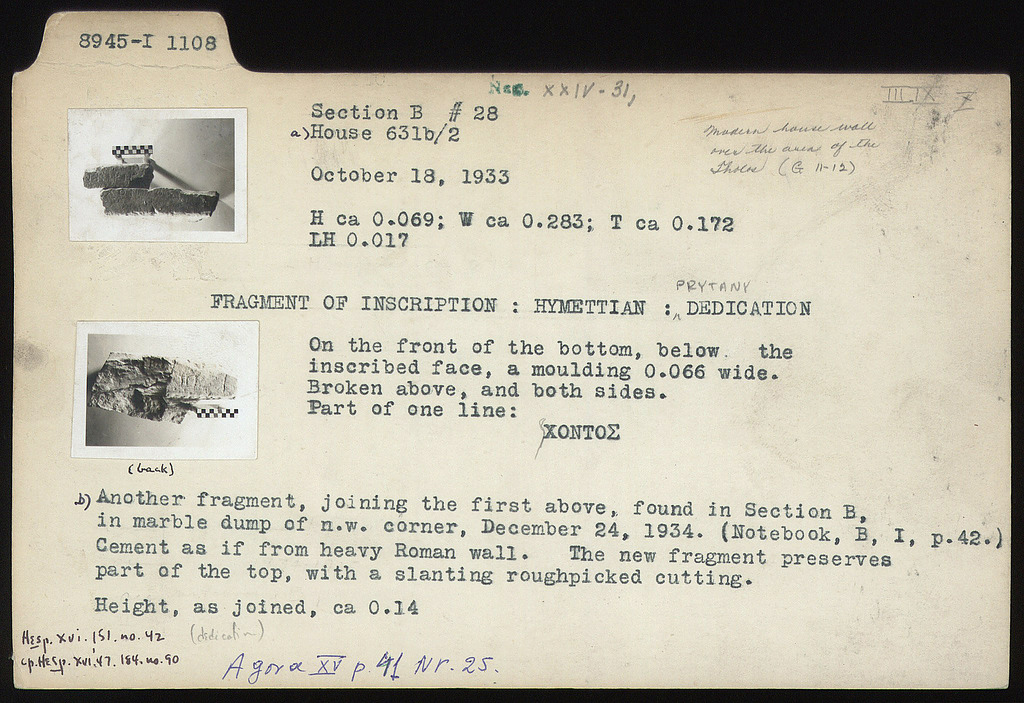 8945-I 1108
Neg. XXIV-31,
III, IX X
Section B # 28
a) House 631b/2
Modern house wall
over the area of the
Tholos (G 11-12)
October 18, 1933
H ca 0.069; W ca 0.283; T ca 0.172
LH 0.017
PRYTANY
FRAGMENT OF INSCRIPTION : HYMETTIAN : ^ DEDICATION
On the front of the bottom, below the
inscribed face, a moulding 0.066 wide.
Broken above, and both sides.
Part of one line:
ΧΟΝΤΟΣ
(back)
b) Another fragment, joining the first above, found in Section B,
in marble dump of n.w. corner, December 24, 1934. (Notebook, B, I, p.42.)
Cement as if from heavy Roman wall. The new fragment preserves
part of the top, with a slanting roughpicked cutting.
Height, as joined, ca 0.14
Hesp. xvi. 151. no. 42 (dedication)
cp. Hesp. XVI. '47. 184. no. 90
Agora XV p. 41 Nr. 25.